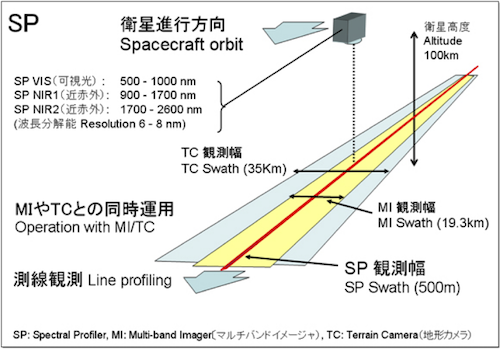 SP
衛星進行方向
Spacecraft orbit
衛星高度
Altitude
100km
SP VIS(可視光) : 500 - 1000 nm
SP NIR1(近赤外) : 900 - 1700 nm
SP NIR2(近赤外) : 1700 - 2600 nm
(波長分解能 Resolution 6 - 8 nm)
TC 観測幅
TC Swath (35Km)
MIやTCとの同時運用
Operation with MI/TC
MI 観測幅
MI Swath (19.3km)
測線観測 Line profiling
SP 観測幅
SP Swath (500m)
SP: Spectral Profiler, MI: Multi-band Imager(マルチバンドイメージャ), TC: Terrain Camera(地形カメラ)